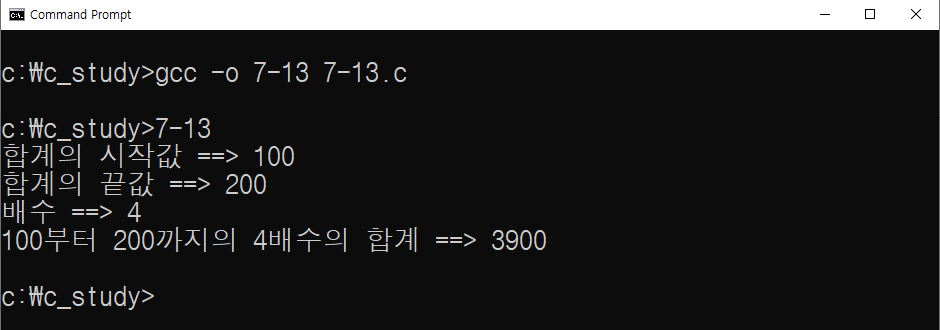 Command Prompt
c:₩c_study>gcc -o 7-13 7-13.c
c:₩c_study>7-13
합계의 시작값 ==> 100
합계의 끝값 ==> 200
배수 ==> 4
100부터 200까지의 4배수의 합계 ==> 3900
c:₩c_study>